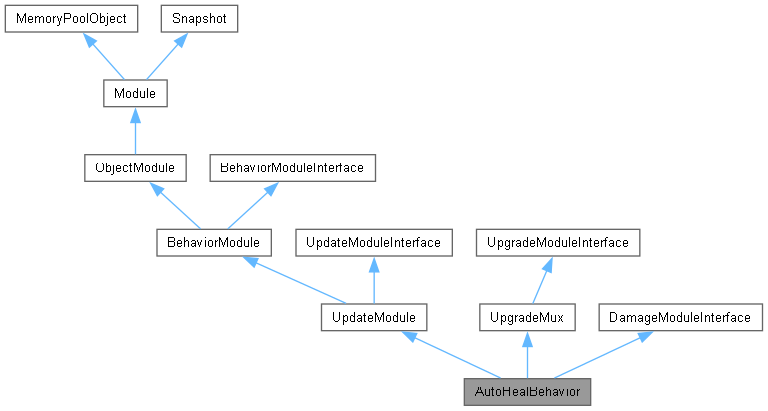 MemoryPoolObject
Snapshot
Module
ObjectModule
BehaviorModuleInterface
BehaviorModule
UpdateModuleInterface
UpgradeModuleInterface
UpdateModule
UpgradeMux
DamageModuleInterface
AutoHealBehavior